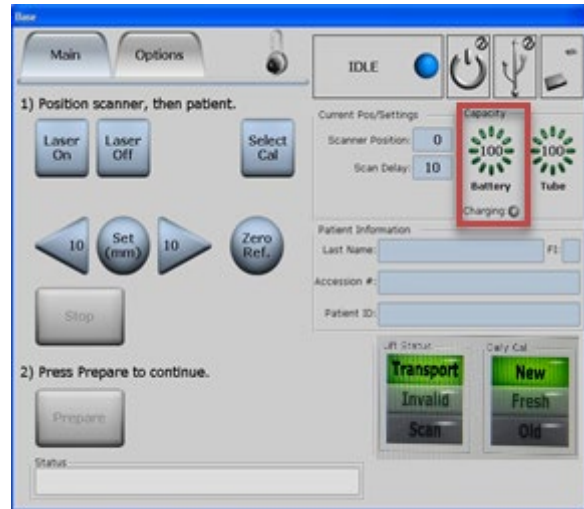 Base
Main
Options
IDLE
2
2
1) Position scanner, then patient.
Laser On
Laser Off
Select Cal
Current Pos/Settings
Scanner Position: 0
Scan Delay: 10
Capacity
100
Battery
Charging
100
Tube
10
Set (mm)
10
Zero Ref.
Patient Information
Last Name:
FI:
Accession #:
Patient ID:
Stop
2) Press Prepare to continue.
Prepare
Lift Status
Transport
Invalid
Scan
Daily Cal
New
Fresh
Old
Status